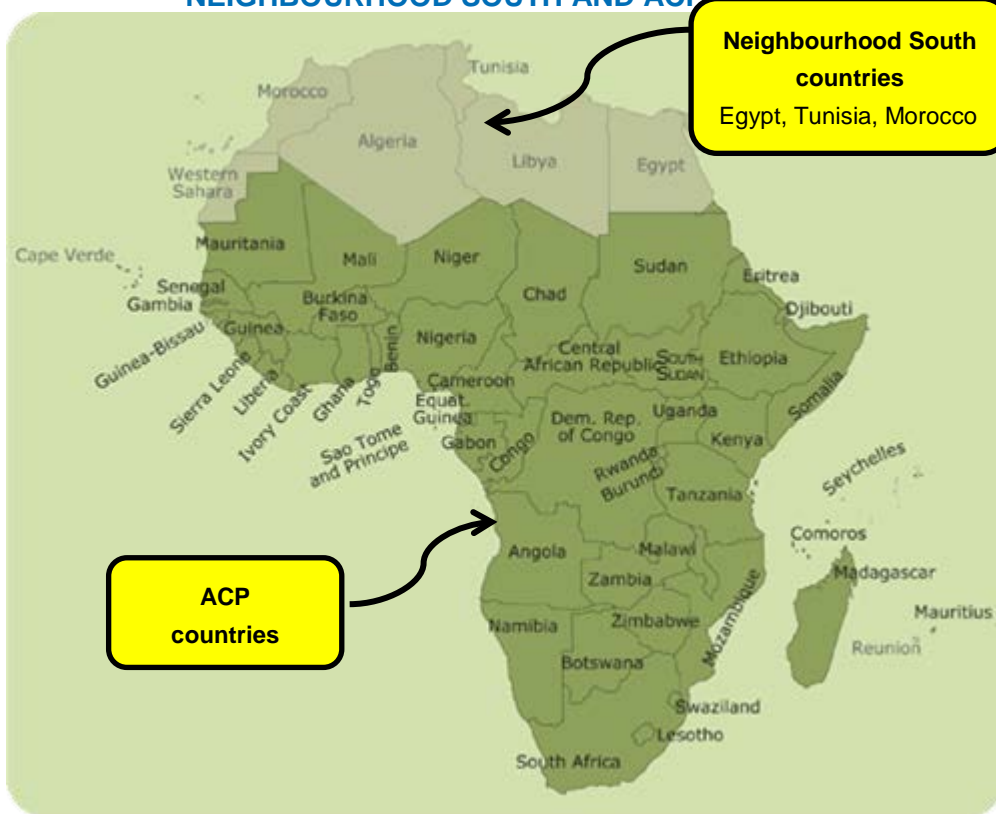 NEIGHBOURHOOD SOUTH AND ACP
Neighbourhood South
countries
Egypt, Tunisia, Morocco
Tunisia
Morocco
Algeria
Libya
Egypt
Western
Sahara
Cape Verde
Mauritania
Mali
Niger
Chad
Sudan
Eritrea
Djibouti
Senegal
Gambia
Guinea-Bissau
Guinea
Burkina
Faso
Benin
Nigeria
Sierra Leone
Liberia
Ivory Coast
Ghana
Togo
Central
African Republic
South
Sudan
Ethiopia
Somalia
Cameroon
Equat.
Guinea
Sao Tome
and Principe
Gabon
Congo
Dem. Rep.
of Congo
Uganda
Kenya
Rwanda
Burundi
Tanzania
Seychelles
Comoros
ACP
countries
Angola
Malawi
Zambia
Mozambique
Madagascar
Mauritius
Reunion
Namibia
Zimbabwe
Botswana
Swaziland
Lesotho
South Africa